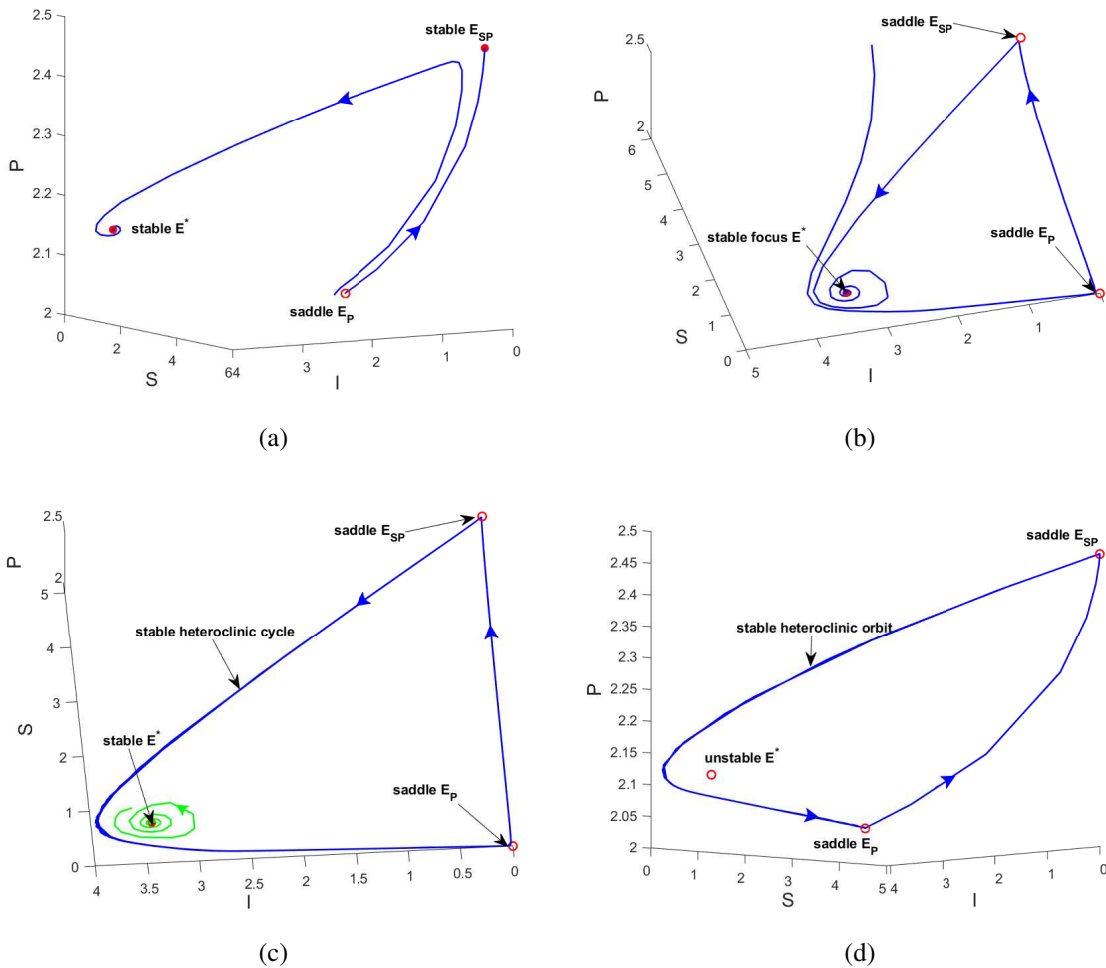 2.5
stable E_SP
2.4
2.3
P
2.2
stable E^*
2.1
saddle E_P
2
0
2
4
64
3
2
1
0
S
I
(a)
saddle E_SP
2.5
P
2
6
5
4
stable focus E^*
saddle E_P
3
2
S
1
0
5
4
3
2
1
I
(b)
2.5
saddle E_SP
P
2
5
stable heteroclinic cycle
4
3
S
2
stable E^*
saddle E_P
1
0
4
3.5
3
2.5
2
1.5
1
0.5
0
I
(c)
2.5
saddle E_SP
2.45
2.4
2.35
stable heteroclinic orbit
2.3
P
2.25
2.2
unstable E^*
2.15
2.1
2.05
saddle E_P
2
0
1
2
3
4
5 4
3
2
1
0
S
I
(d)